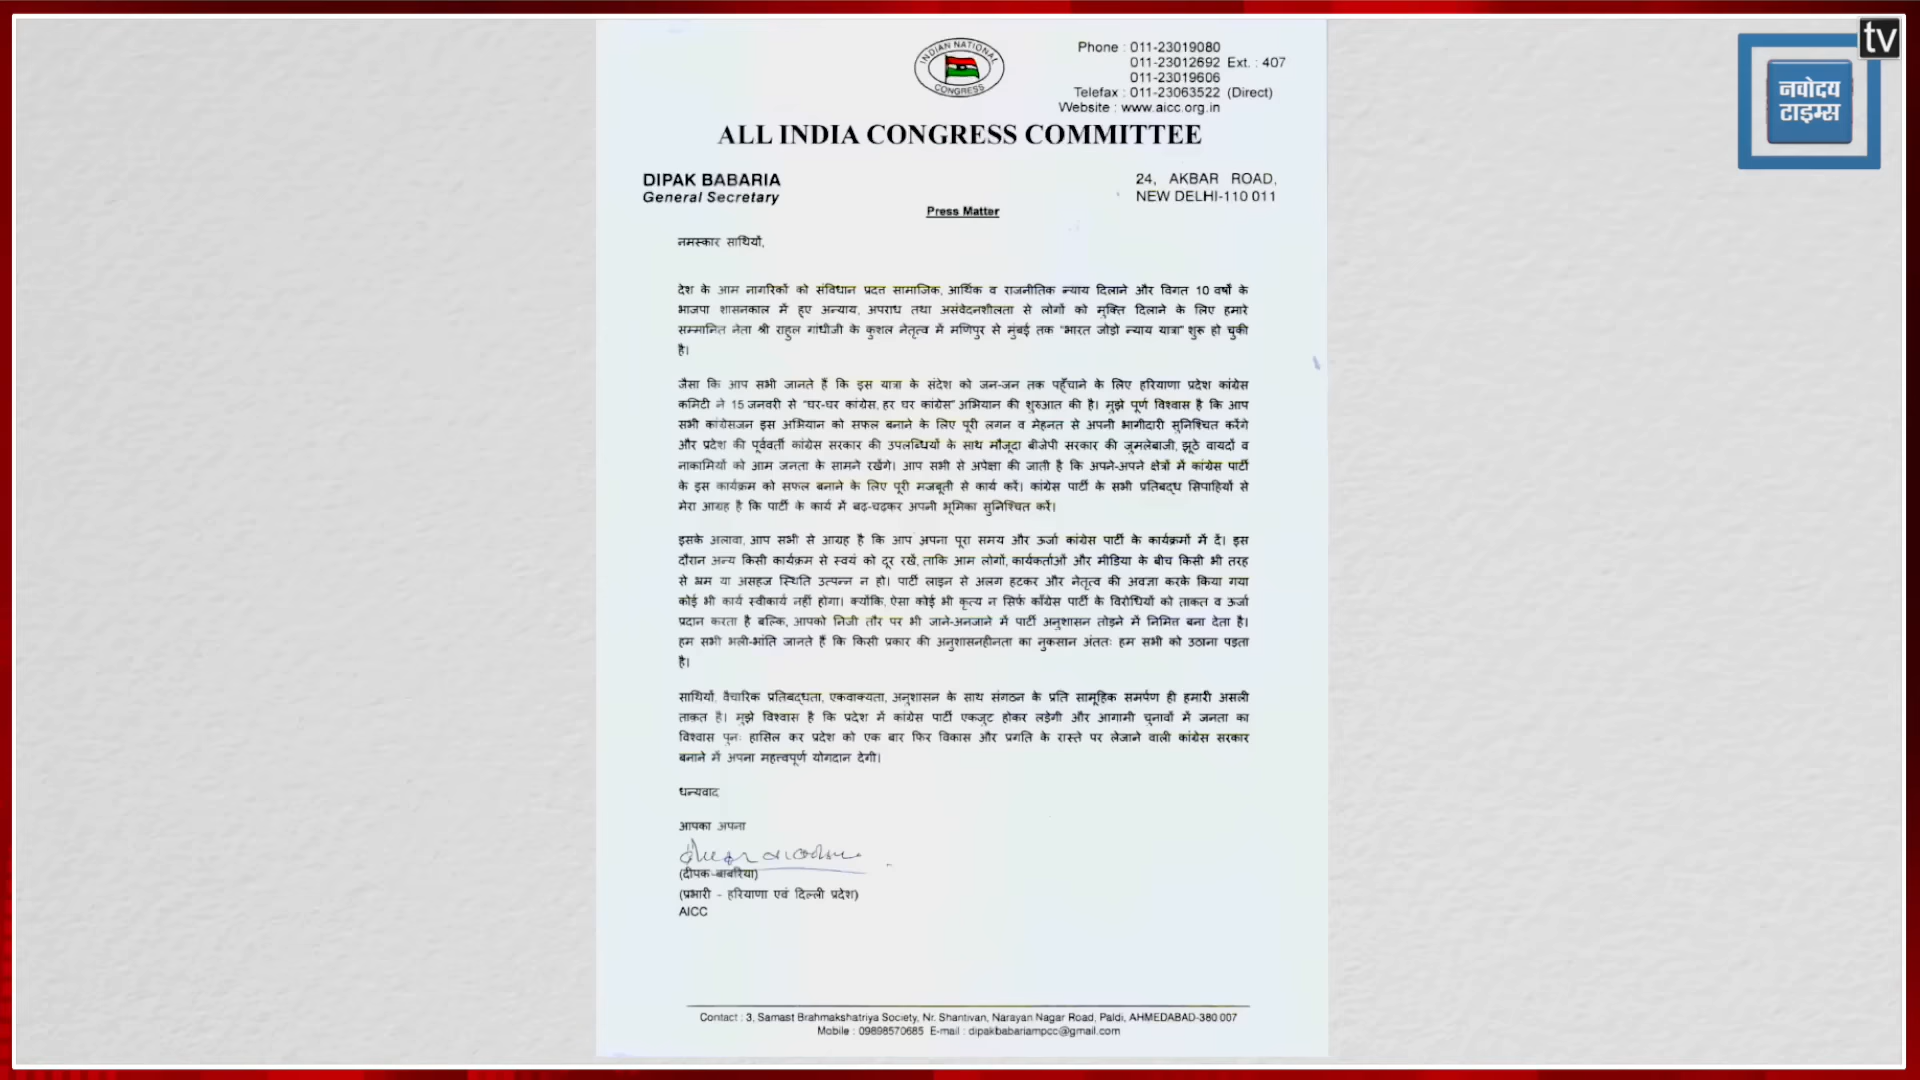 tv
नवोदय
टाइम्स
INDIAN NATIONAL
CONGRESS
Phone : 011-23019080
011-23012692 Ext. : 407
011-23019606
Telefax : 011-23063522 (Direct)
Website : www.aicc.org.in
ALL INDIA CONGRESS COMMITTEE
DIPAK BABARIA
General Secretary
24, AKBAR ROAD,
NEW DELHI-110 011
Press Matter
नमस्कार साथियों,
देश के आम नागरिकों को संविधान प्रदत्त सामाजिक, आर्थिक व राजनीतिक न्याय दिलाने और विगत 10 वर्षों के
भाजपा शासनकाल में हुए अन्याय, अपराध तथा असंवेदनशीलता से लोगों को मुक्ति दिलाने के लिए हमारे
सम्मानित नेता श्री राहुल गांधीजी के कुशल नेतृत्व में मणिपुर से मुंबई तक "भारत जोड़ो न्याय यात्रा" शुरू हो चुकी
है।
जैसा कि आप सभी जानते हैं कि इस यात्रा के संदेश को जन-जन तक पहुँचाने के लिए हरियाणा प्रदेश कांग्रेस
कमिटी ने 15 जनवरी से "घर-घर कांग्रेस, हर घर कांग्रेस" अभियान की शुरुआत की है। मुझे पूर्ण विश्वास है कि आप
सभी कांग्रेसजन इस अभियान को सफल बनाने के लिए पूरी लगन व मेहनत से अपनी भागीदारी सुनिश्चित करेंगे
और प्रदेश की पूर्ववर्ती कांग्रेस सरकार की उपलब्धियों के साथ मौजूदा बीजेपी सरकार की जुमलेबाजी, झूठे वायदों व
नाकामियों को आम जनता के सामने रखेंगे। आप सभी से अपेक्षा की जाती है कि अपने-अपने क्षेत्रों में कांग्रेस पार्टी
के इस कार्यक्रम को सफल बनाने के लिए पूरी मजबूती से कार्य करें। कांग्रेस पार्टी के सभी प्रतिबद्ध सिपाहियों से
मेरा आग्रह है कि पार्टी के कार्य में बढ़-चढ़कर अपनी भूमिका सुनिश्चित करें।
इसके अलावा, आप सभी से आग्रह है कि आप अपना पूरा समय और ऊर्जा कांग्रेस पार्टी के कार्यक्रमों में दें। इस
दौरान अन्य किसी कार्यक्रम से स्वयं को दूर रखें, ताकि आम लोगों, कार्यकर्ताओं और मीडिया के बीच किसी भी तरह
से भ्रम या असहज स्थिति उत्पन्न न हो। पार्टी लाइन से अलग हटकर और नेतृत्व की अवज्ञा करके किया गया
कोई भी कार्य स्वीकार्य नहीं होगा। क्योंकि, ऐसा कोई भी कृत्य न सिर्फ काँग्रेस पार्टी के विरोधियों को ताकत व ऊर्जा
प्रदान करता है बल्कि, आपको निजी तौर पर भी जाने-अनजाने में पार्टी अनुशासन तोड़ने में निमित्त बना देता है।
हम सभी भली-भांति जानते हैं कि किसी प्रकार की अनुशासनहीनता का नुकसान अंततः हम सभी को उठाना पड़ता
है।
साथियों, वैचारिक प्रतिबद्धता, एकवाक्यता, अनुशासन के साथ संगठन के प्रति सामूहिक समर्पण ही हमारी असली
ताकत है। मुझे विश्वास है कि प्रदेश में कांग्रेस पार्टी एकजुट होकर लड़ेगी और आगामी चुनावों में जनता का
विश्वास पुनः हासिल कर प्रदेश को एक बार फिर विकास और प्रगति के रास्ते पर लेजाने वाली कांग्रेस सरकार
बनाने में अपना महत्त्वपूर्ण योगदान देगी।
धन्यवाद
आपका अपना
(दीपक-बाबरिया)
(प्रभारी - हरियाणा एवं दिल्ली प्रदेश)
AICC
Contact : 3, Samast Brahmakshatriya Society, Nr. Shantivan, Narayan Nagar Road, Paldi, AHMEDABAD-380 007
Mobile : 09898570685 E-mail : dipakbabariampcc@gmail.com